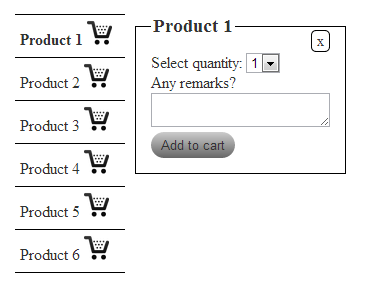 Product 1
Product 2
Product 3
Product 4
Product 5
Product 6
Product 1
x
Select quantity: 1
Any remarks?
Add to cart